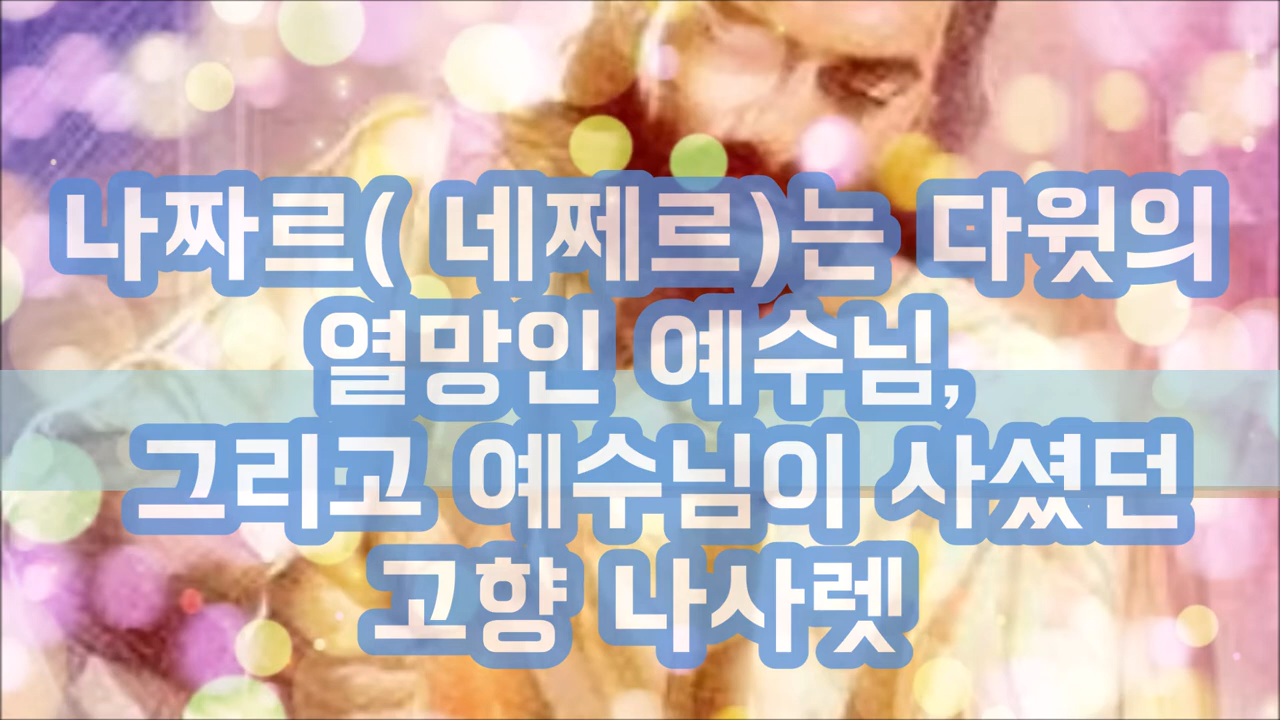 나짜르( 네쩨르)는 다윗의
열망인 예수님,
그리고 예수님이 사셨던
고향 나사렛